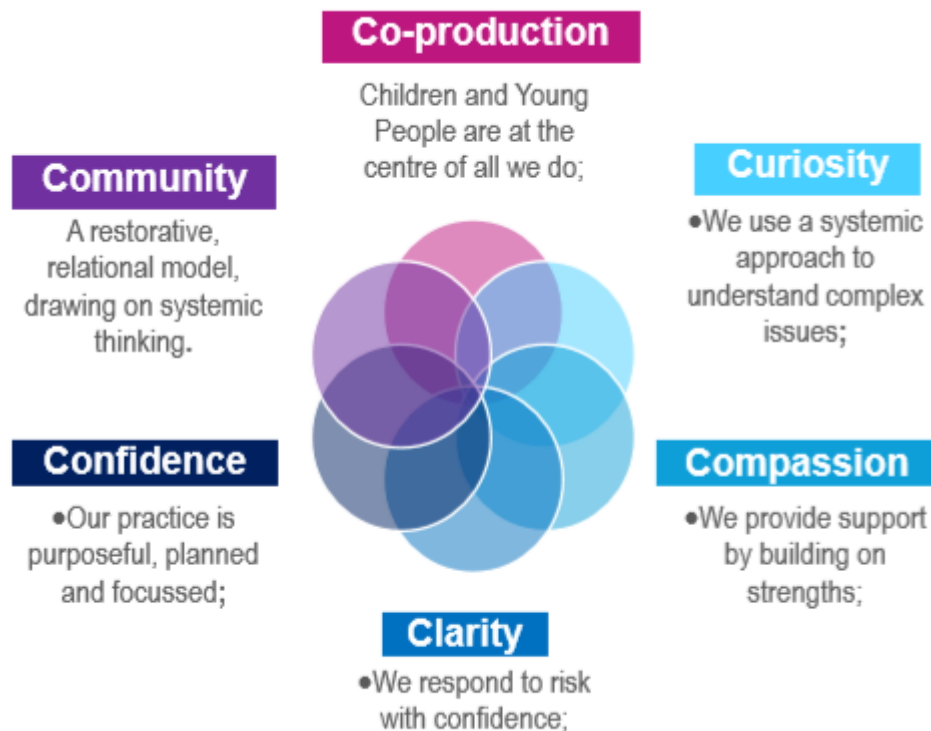 Co-production
Children and Young
People are at the
centre of all we do;
Community
A restorative,
relational model,
drawing on systemic
thinking.
Curiosity
•We use a systemic
approach to
understand complex
issues;
Confidence
•Our practice is
purposeful, planned
and focussed;
Compassion
•We provide support
by building on
strengths;
Clarity
•We respond to risk
with confidence;